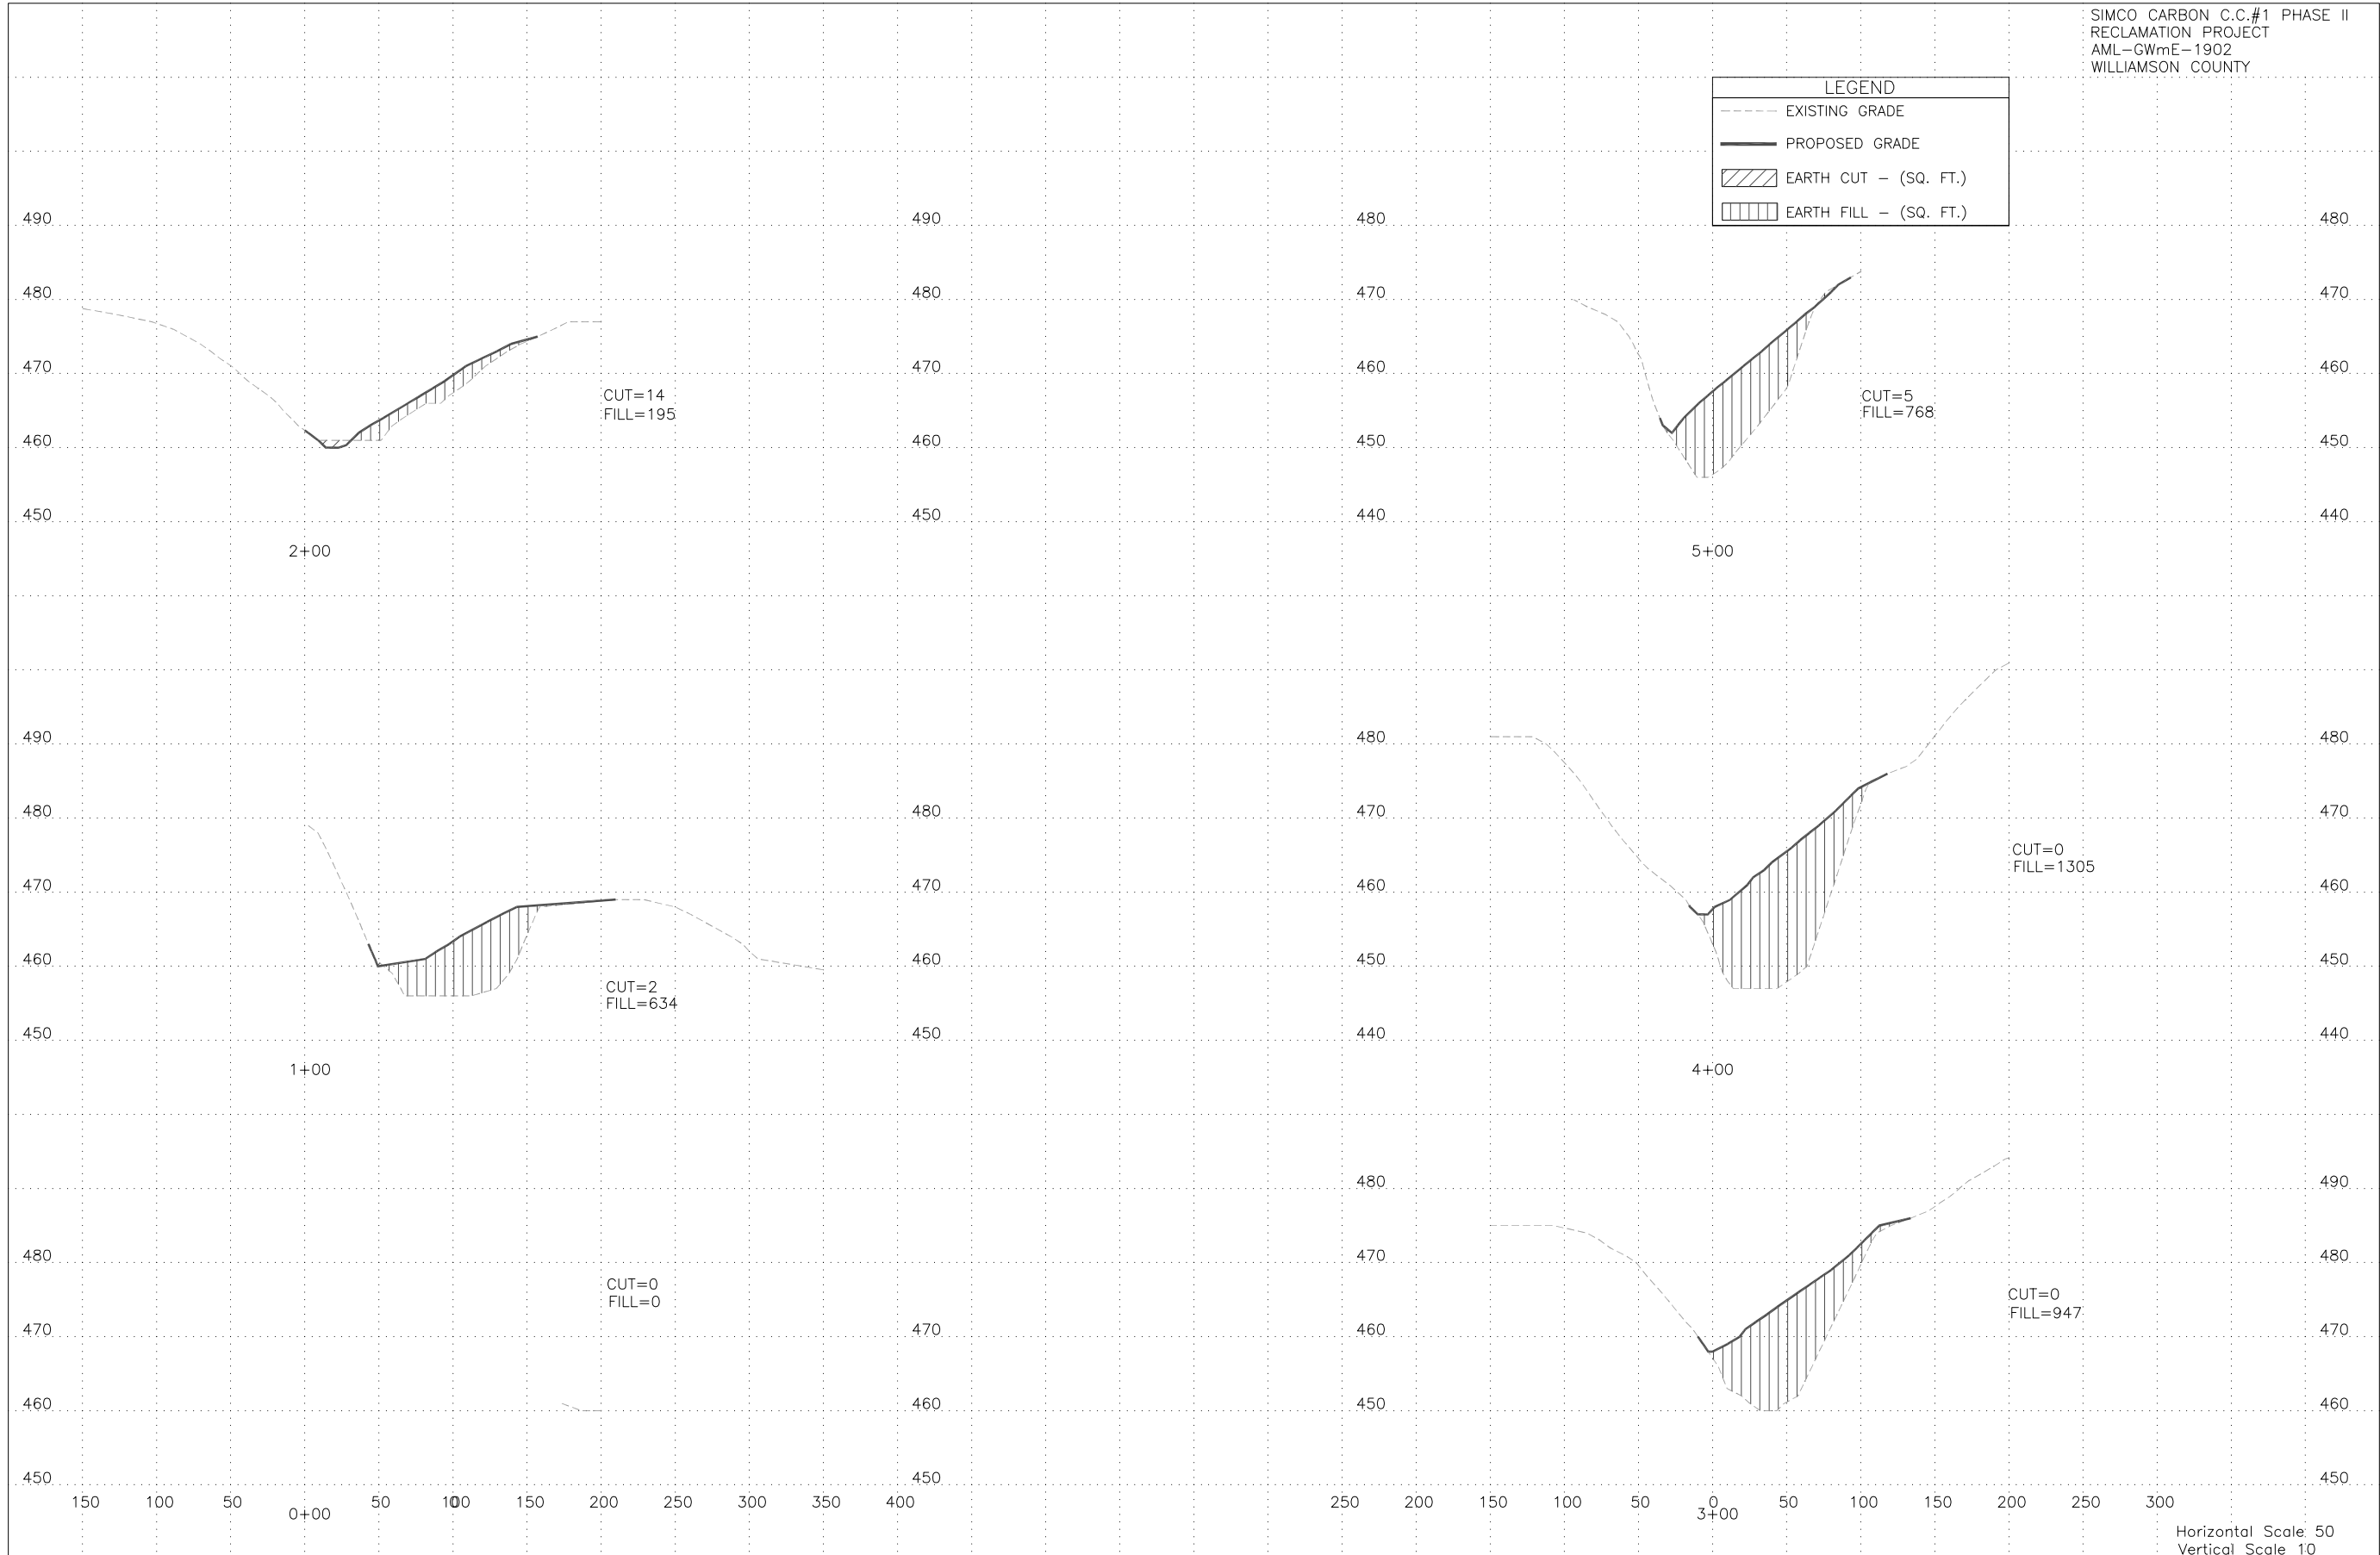 SIMCO CARBON C.C.#1 PHASE II
RECLAMATION PROJECT
AML-GWmE-1902
WILLIAMSON COUNTY
LEGEND
EXISTING GRADE
PROPOSED GRADE
EARTH CUT - (SQ. FT.)
EARTH FILL - (SQ. FT.)
490 490
480 480
470 470
CUT=14
FILL=195
460 460
450 450
2+00
490 490
480 480
470 470
460 460
CUT=2
FILL=634
450 450
1+00
480 480
CUT=0
FILL=0
470 470
460 460
450 450
150 100 50 50 100 150 200 250 300 350 400
0
0+00
480 480
470 470
460 460
CUT=5
FILL=768
450 450
440 440
5+00
480 480
470 470
CUT=0
FILL=1305
460 460
450 450
440 440
4+00
480 490
470 480
CUT=0
FILL=947
460 470
450 460
450
250 200 150 100 50 0 50 100 150 200 250 300
3+00
Horizontal Scale 50
Vertical Scale 10